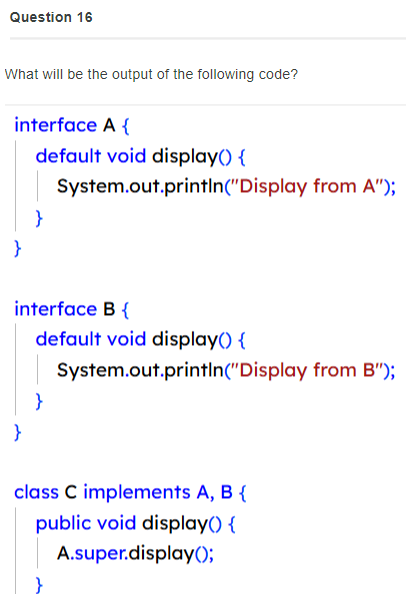 Question 16
What will be the output of the following code?
interface A {
default void display() {
System.out.println("Display from A");
}
}
interface B {
default void display() {
System.out.println("Display from B");
}
}
class C implements A, B {
public void display() {
A.super.display();
}